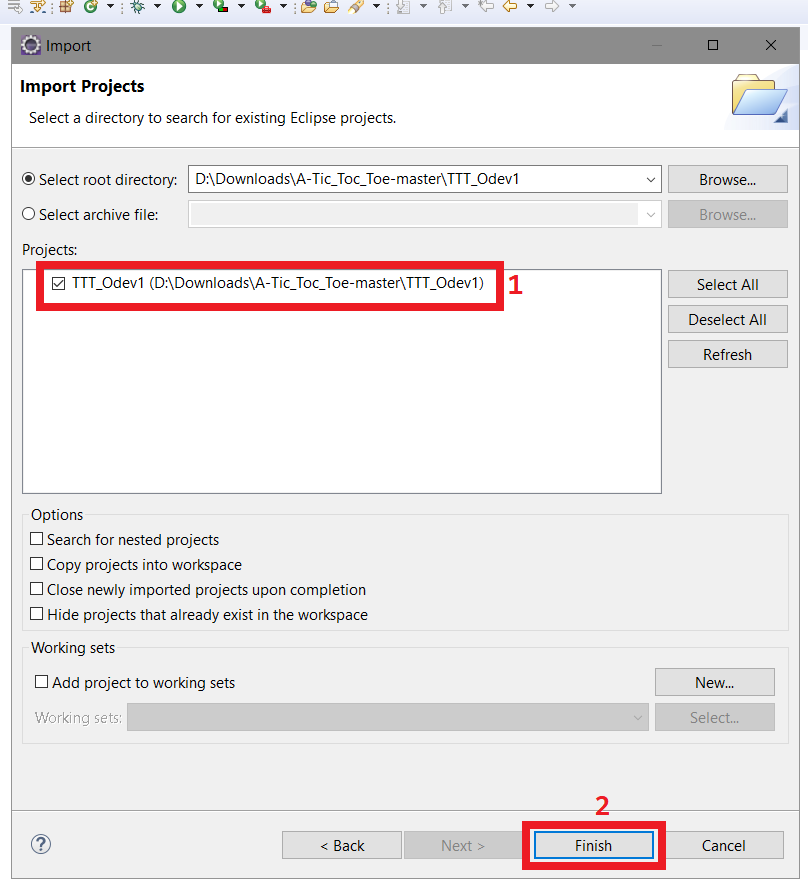 Import
Import Projects
Select a directory to search for existing Eclipse projects.
Select root directory: D:\Downloads\A-Tic_Toc_Toe-master\TTT_Odev1 Browse...
Select archive file: Browse...
Projects:
TTT_Odev1 (D:\Downloads\A-Tic_Toc_Toe-master\TTT_Odev1) 1
Select All
Deselect All
Refresh
Options
Search for nested projects
Copy projects into workspace
Close newly imported projects upon completion
Hide projects that already exist in the workspace
Working sets
Add project to working sets New...
Working sets: Select...
2
? < Back Next > Finish Cancel